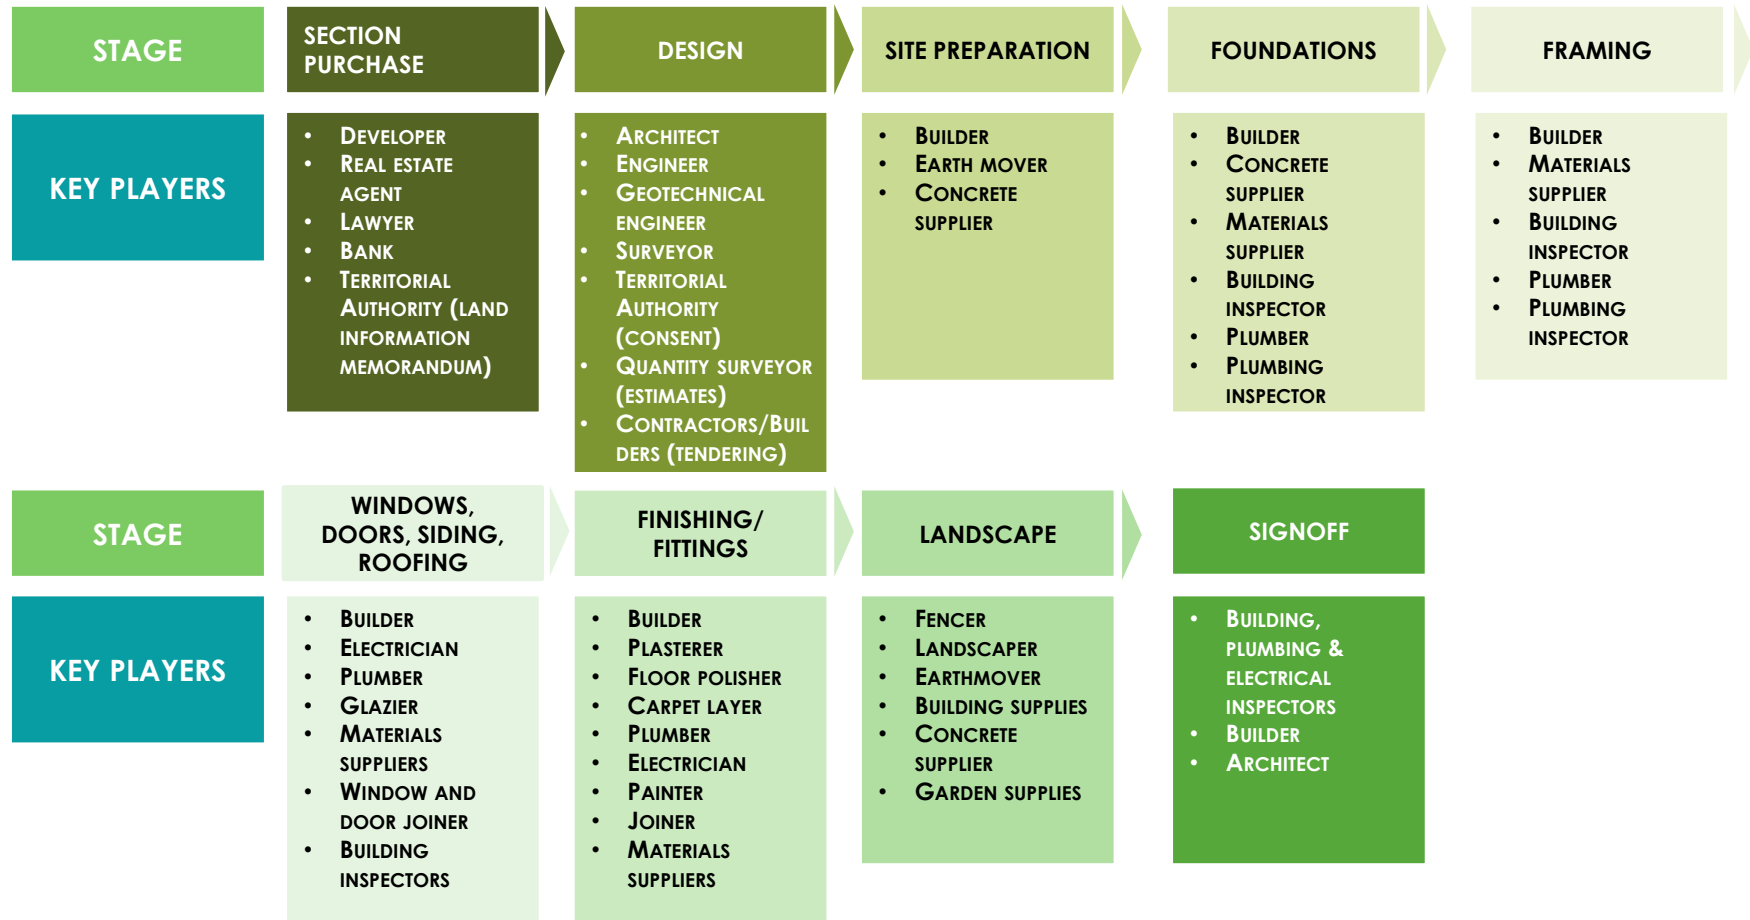 STAGE
SECTION
PURCHASE
DESIGN
SITE PREPARATION
FOUNDATIONS
FRAMING
KEY PLAYERS
• DEVELOPER
• REAL ESTATE
AGENT
• LAWYER
• BANK
• TERRITORIAL
AUTHORITY (LAND
INFORMATION
MEMORANDUM)
• ARCHITECT
• ENGINEER
• GEOTECHNICAL
ENGINEER
• SURVEYOR
• TERRITORIAL
AUTHORITY
(CONSENT)
• QUANTITY SURVEYOR
(ESTIMATES)
• CONTRACTORS/BUIL
DERS (TENDERING)
• BUILDER
• EARTH MOVER
• CONCRETE
SUPPLIER
• BUILDER
• CONCRETE
SUPPLIER
• MATERIALS
SUPPLIER
• BUILDING
INSPECTOR
• PLUMBER
• PLUMBING
INSPECTOR
• BUILDER
• MATERIALS
SUPPLIER
• BUILDING
INSPECTOR
• PLUMBER
• PLUMBING
INSPECTOR
STAGE
WINDOWS,
DOORS, SIDING,
ROOFING
FINISHING/
FITTINGS
LANDSCAPE
SIGNOFF
KEY PLAYERS
• BUILDER
• ELECTRICIAN
• PLUMBER
• GLAZIER
• MATERIALS
SUPPLIERS
• WINDOW AND
DOOR JOINER
• BUILDING
INSPECTORS
• BUILDER
• PLASTERER
• FLOOR POLISHER
• CARPET LAYER
• PLUMBER
• ELECTRICIAN
• PAINTER
• JOINER
• MATERIALS
SUPPLIERS
• FENCER
• LANDSCAPER
• EARTHMOVER
• BUILDING SUPPLIES
• CONCRETE
SUPPLIER
• GARDEN SUPPLIES
• BUILDING,
PLUMBING &
ELECTRICAL
INSPECTORS
• BUILDER
• ARCHITECT